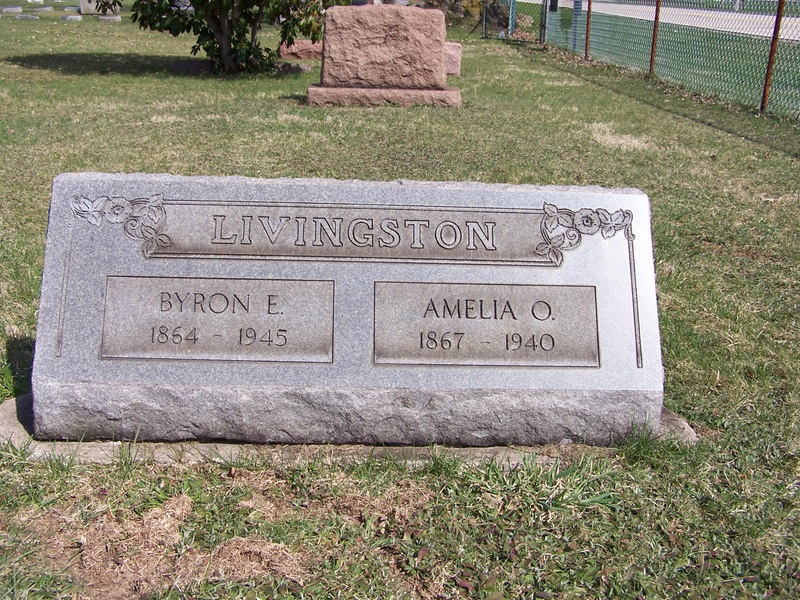 LIVINGSTON
BYRON E.
1864 - 1945
AMELIA O.
1867 - 1940